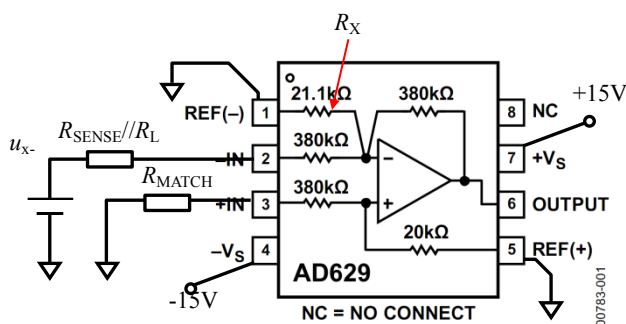 RX
21.1kΩ
380kΩ
+15V
REF(–)
1
8
NC
RSENSE//RL
ux-
380kΩ
–IN
2
–
7
+VS
RMATCH
380kΩ
+IN
3
+
6
OUTPUT
20kΩ
–VS
4
5
REF(+)
AD629
-15V
NC = NO CONNECT
00783-001